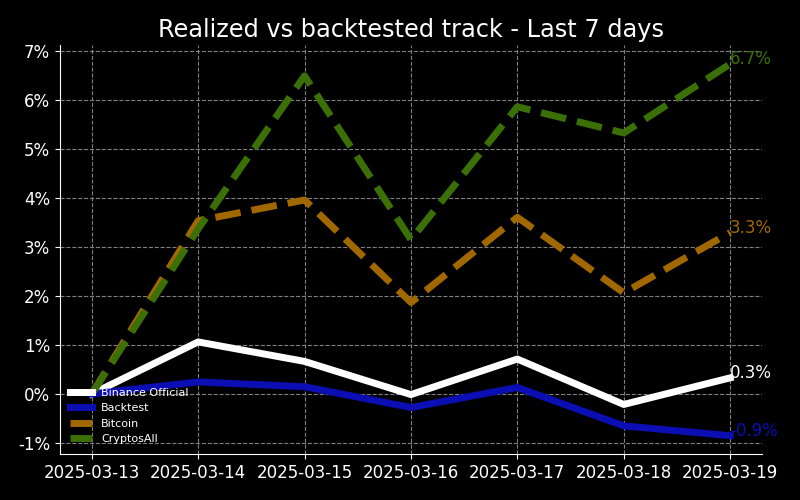 Realized vs backtested track - Last 7 days
7%
6%
5%
4%
3%
2%
1%
0%
-1%
6.7%
3.3%
0.3%
-0.9%
Binance Official
Backtest
Bitcoin
CryptosAll
2025-03-13 2025-03-14 2025-03-15 2025-03-16 2025-03-17 2025-03-18 2025-03-19